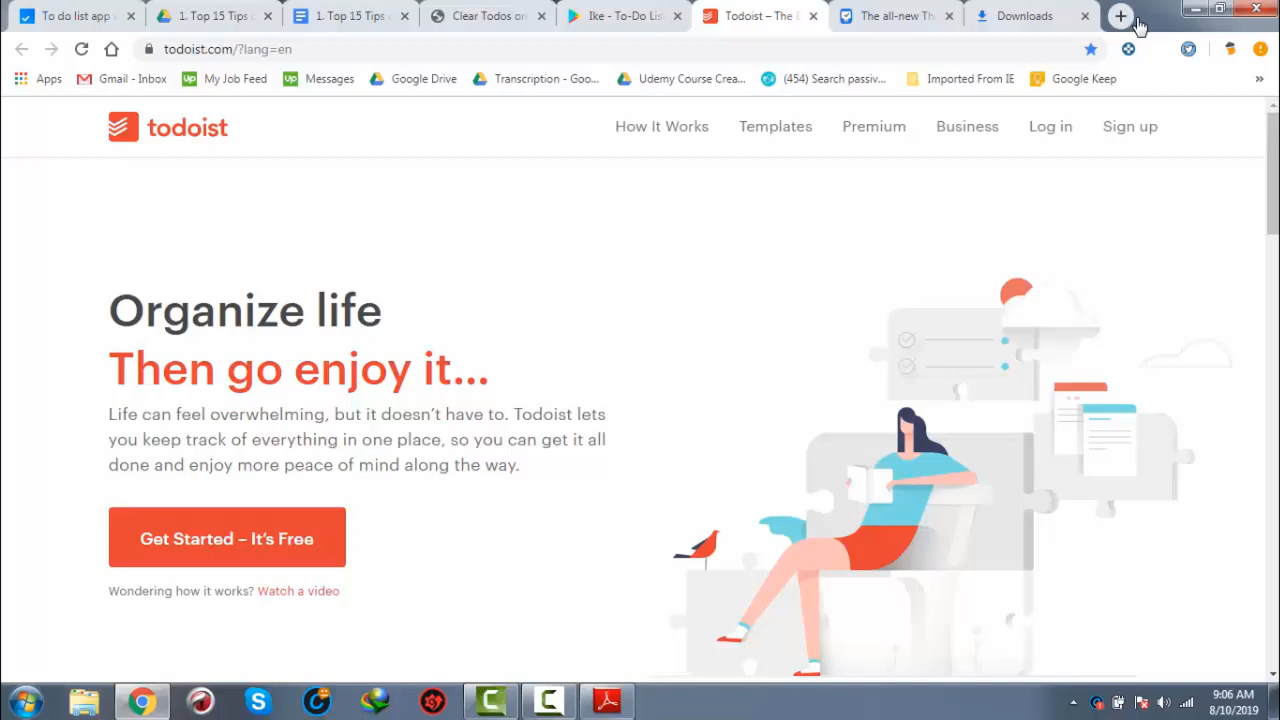 To do list app
1. Top 15 Tips
1. Top 15 Tips
Clear Todos on
Ike - To-Do Lis
Todoist – The
The all-new Th
Downloads
todoist.com/?lang=en
Apps
Gmail - Inbox
My Job Feed
Messages
Google Drive
Transcription - Goo...
Udemy Course Crea...
(454) Search passiv...
Imported From IE
Google Keep
»
todoist
How It Works
Templates
Premium
Business
Log in
Sign up
Organize life
Then go enjoy it...
Life can feel overwhelming, but it doesn't have to. Todoist lets
you keep track of everything in one place, so you can get it all
done and enjoy more peace of mind along the way.
Get Started – It's Free
Wondering how it works? Watch a video
9:06 AM
8/10/2019